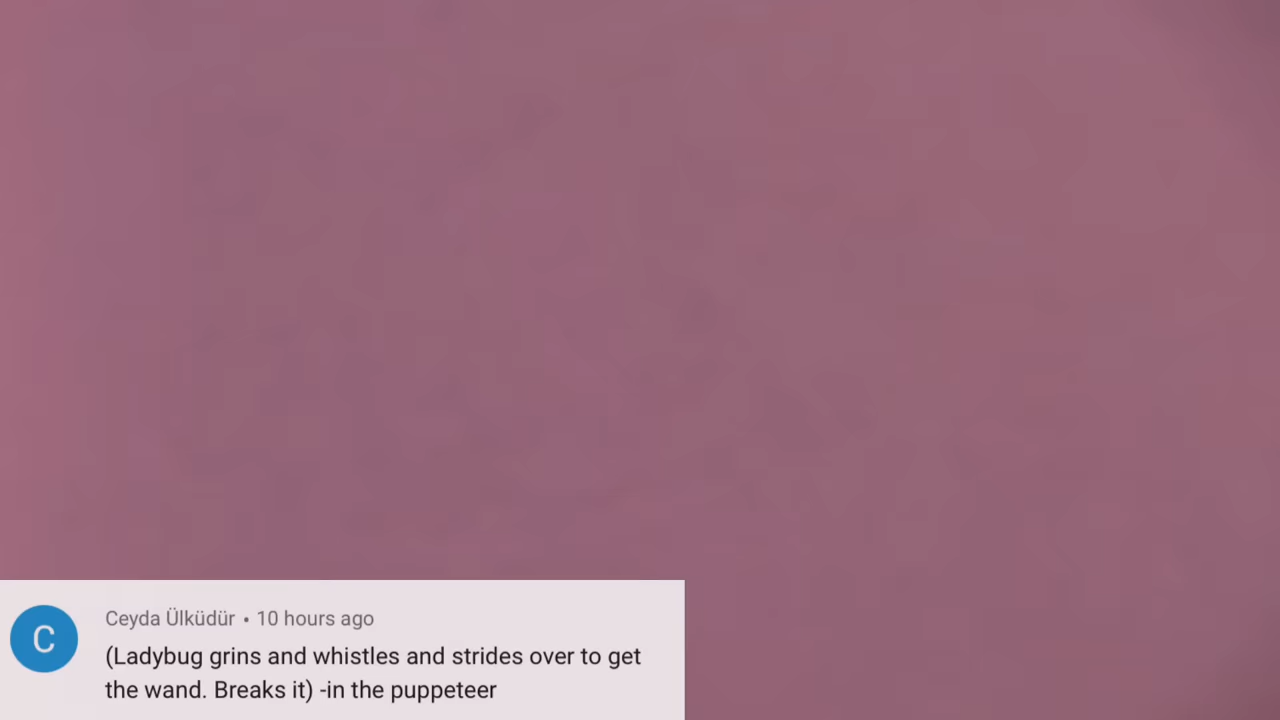 C
Ceyda Ülküdür • 10 hours ago
(Ladybug grins and whistles and strides over to get
the wand. Breaks it) -in the puppeteer